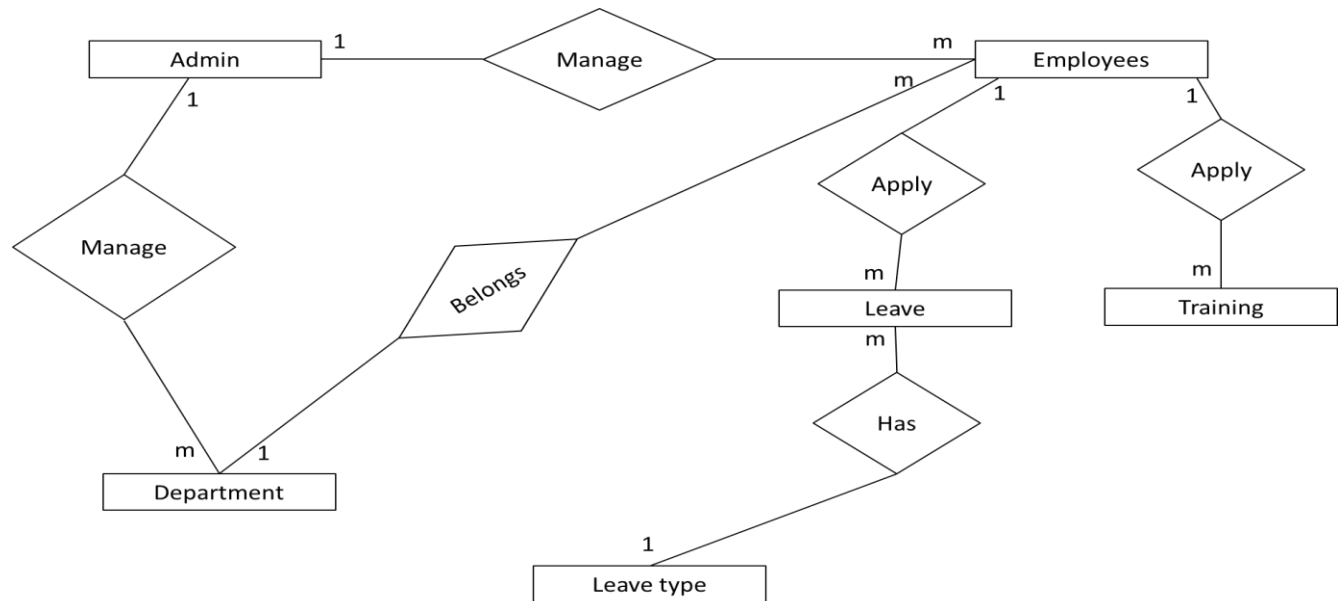 1
m
Admin
Manage
Employees
1
m
1
1
Apply
Apply
Manage
Belongs
m
m
Leave
Training
m
Has
m
1
Department
1
Leave type